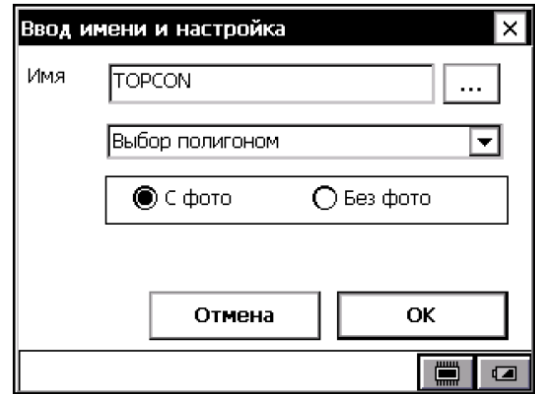 Ввод имени и настройка
Имя TOPCON ...
Выбор полигоном
С фото Без фото
Отмена OK